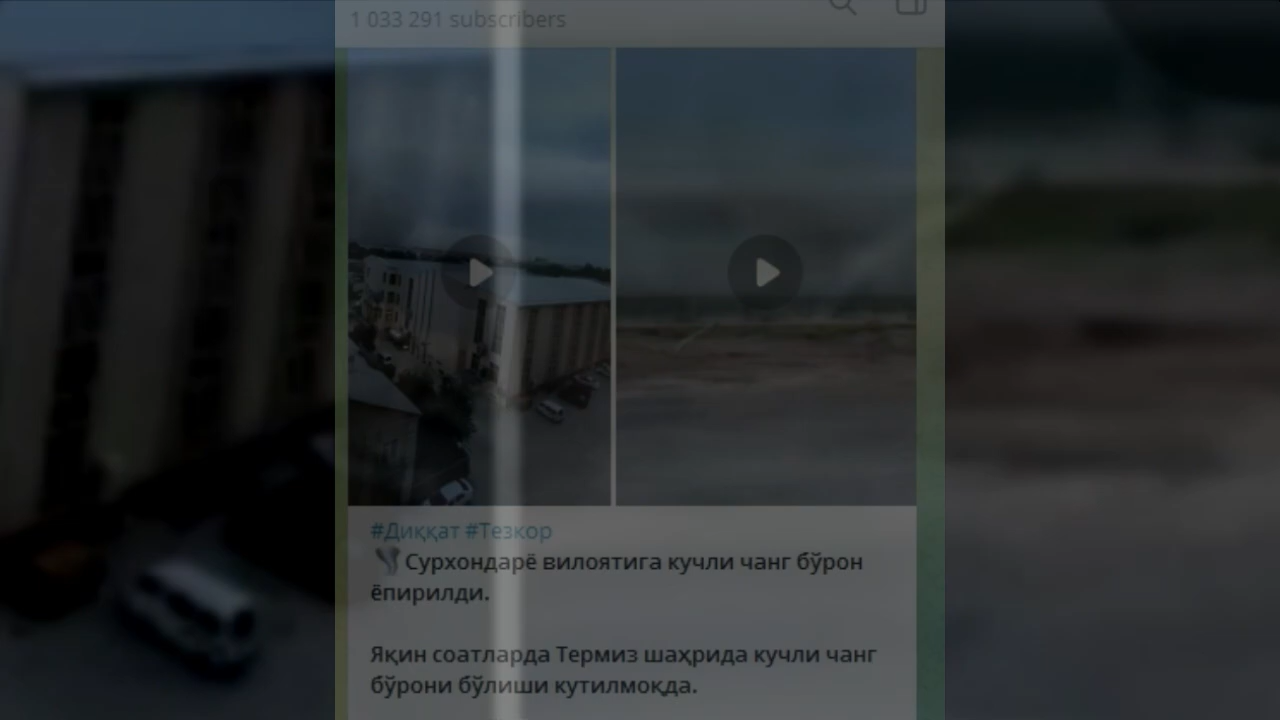 1 033 291 subscribers
#Диққат #Тезкор
Сурхондарё вилоятига кучли чанг бўрон
ёпирилди.
Яқин соатларда Термиз шаҳрида кучли чанг
бўрони бўлиши кутилмоқда.